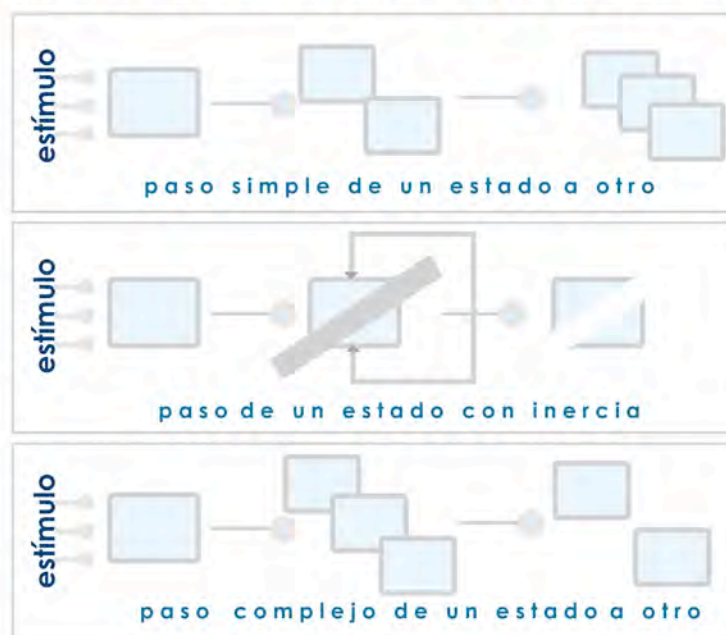 estímulo
paso simple de un estado a otro
estímulo
paso de un estado con inercia
estímulo
paso complejo de un estado a otro